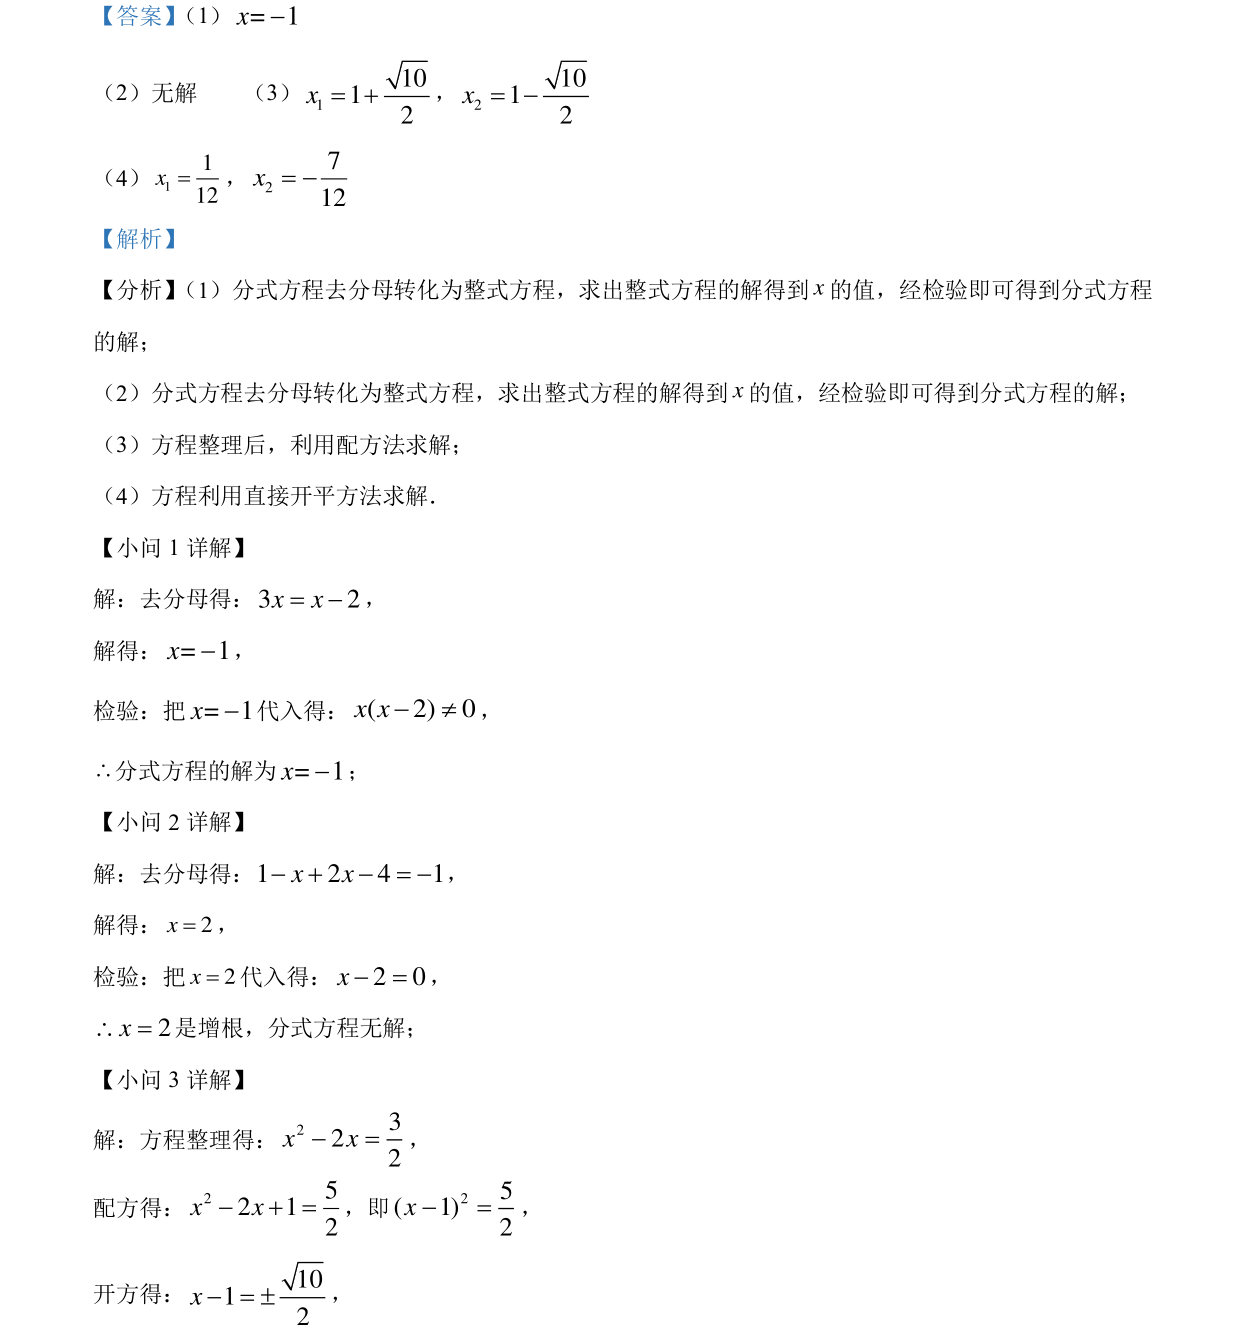 【答案】（1）x=−1
（2）无解 （3）x₁=1+√10/2，x₂=1−√10/2
（4）x₁=1/12，x₂=−7/12
【解析】
【分析】（1）分式方程去分母转化为整式方程，求出整式方程的解得到 x 的值，经检验即可得到分式方程
的解；
（2）分式方程去分母转化为整式方程，求出整式方程的解得到 x 的值，经检验即可得到分式方程的解；
（3）方程整理后，利用配方法求解；
（4）方程利用直接开平方法求解．
【小问 1 详解】
解：去分母得：3x=x−2，
解得：x=−1，
检验：把 x=−1代入得：x(x−2)≠0，
∴分式方程的解为 x=−1；
【小问 2 详解】
解：去分母得：1−x+2x−4=−1，
解得：x=2，
检验：把 x=2代入得：x−2=0，
∴x=2是增根，分式方程无解；
【小问 3 详解】
解：方程整理得：x²−2x=3/2，
配方得：x²−2x+1=5/2，即(x−1)²=5/2，
开方得：x−1=±√10/2，